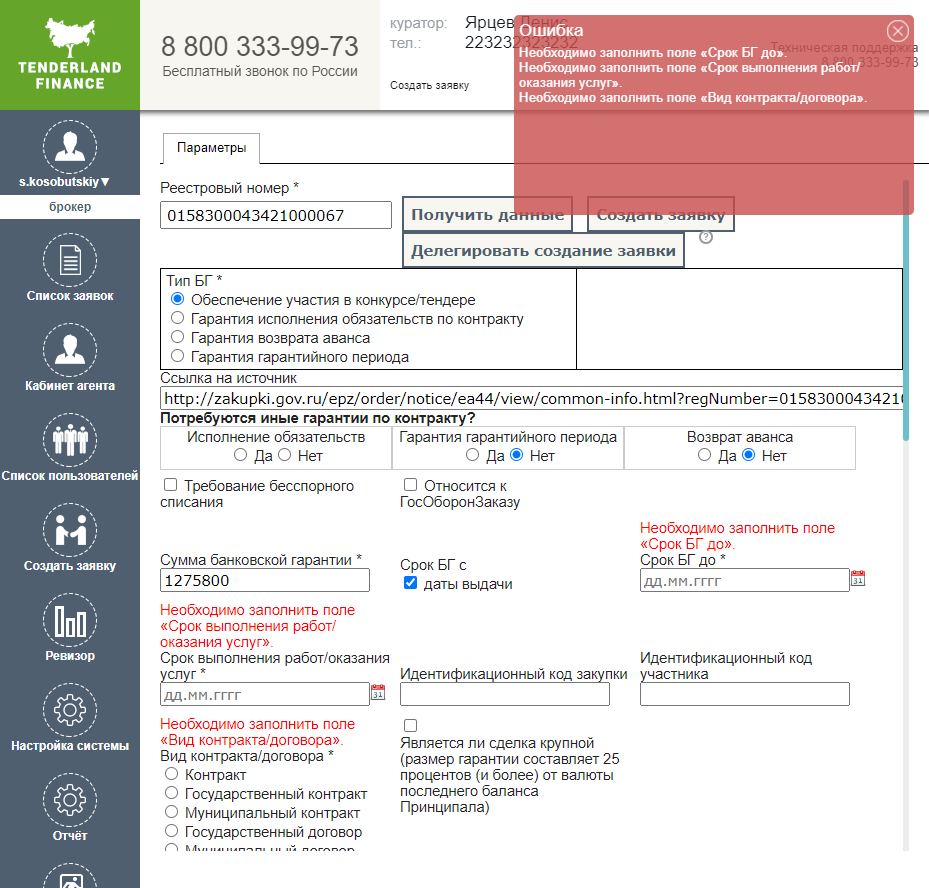 TENDERLAND
FINANCE
8 800 333-99-73
Бесплатный звонок по России
куратор: Ярцев Денис
тел.: 223232323232
Создать заявку
Техническая поддержка
8 800 333-99-73
Ошибка
Необходимо заполнить поле «Срок БГ до».
Необходимо заполнить поле «Срок выполнения работ/
оказания услуг».
Необходимо заполнить поле «Вид контракта/договора».
s.kosobutskiy▼
брокер
Список заявок
Кабинет агента
Список пользователей
Создать заявку
Ревизор
Настройка системы
Отчёт
Параметры
Реестровый номер *
0158300043421000067
Получить данные
Создать заявку
Делегировать создание заявки
?
Тип БГ *
Обеспечение участия в конкурсе/тендере
Гарантия исполнения обязательств по контракту
Гарантия возврата аванса
Гарантия гарантийного периода
Ссылка на источник
http://zakupki.gov.ru/epz/order/notice/ea44/view/common-info.html?regNumber=01583000434210
Потребуются иные гарантии по контракту?
Исполнение обязательств
Да Нет
Гарантия гарантийного периода
Да Нет
Возврат аванса
Да Нет
Требование бесспорного
списания
Относится к
ГосОборонЗаказу
Сумма банковской гарантии *
1275800
Срок БГ с
даты выдачи
Необходимо заполнить поле
«Срок БГ до».
Срок БГ до *
дд.мм.гггг
31
Необходимо заполнить поле
«Срок выполнения работ/
оказания услуг».
Срок выполнения работ/оказания
услуг *
дд.мм.гггг
31
Идентификационный код закупки
Идентификационный код
участника
Необходимо заполнить поле
«Вид контракта/договора».
Вид контракта/договора *
Контракт
Государственный контракт
Муниципальный контракт
Государственный договор
Муниципальный договор
Является ли сделка крупной
(размер гарантии составляет 25
процентов (и более) от валюты
последнего баланса
Принципала)